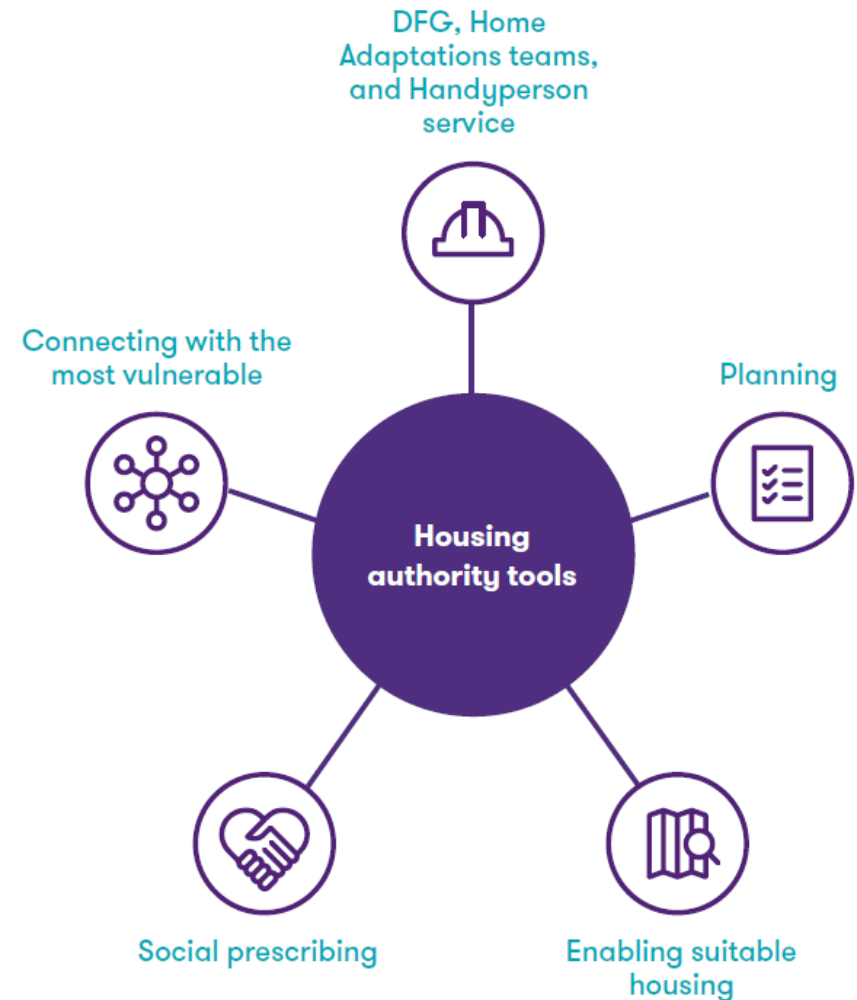 DFG, Home
Adaptations teams,
and Handyperson
service
Connecting with the
most vulnerable
Planning
Housing
authority tools
Social prescribing
Enabling suitable
housing